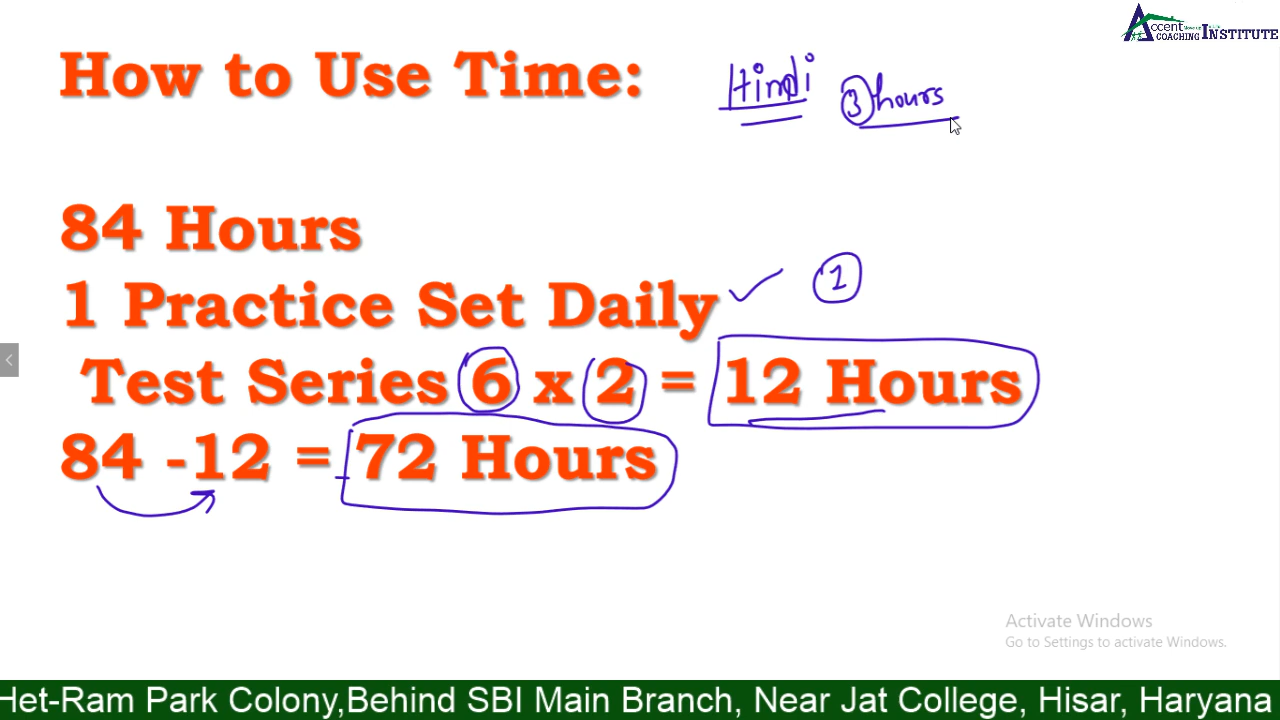 Accent
COACHING INSTITUTE
How to Use Time:
Hindi 3 hours
84 Hours
1 Practice Set Daily 1
Test Series 6 x 2 = 12 Hours
84 -12 = 72 Hours
Activate Windows
Go to Settings to activate Windows.
Het-Ram Park Colony,Behind SBI Main Branch, Near Jat College, Hisar, Haryana